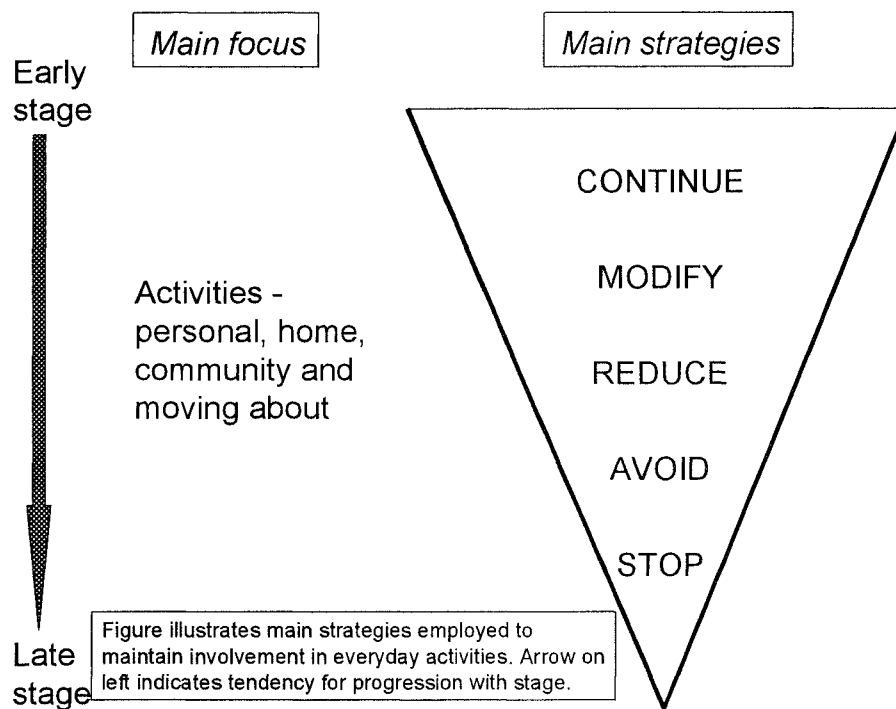 Main focus
Main strategies
Early
stage
CONTINUE
MODIFY
Activities -
personal, home,
community and
moving about
REDUCE
AVOID
STOP
Late
stage
Figure illustrates main strategies employed to
maintain involvement in everyday activities. Arrow on
left indicates tendency for progression with stage.